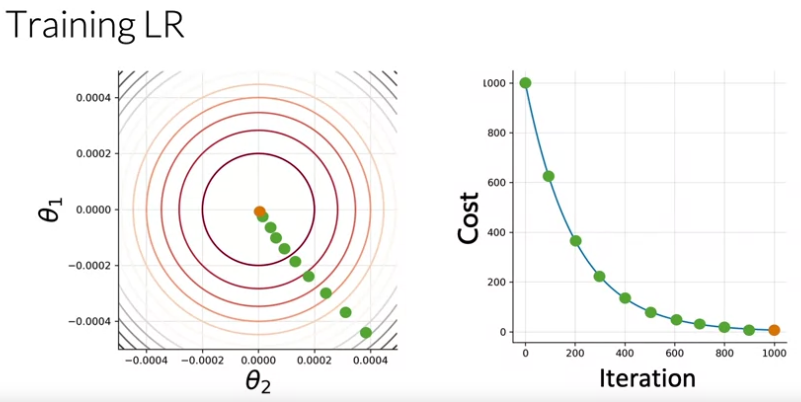 Training LR
0.0004
0.0002
0.0000
−0.0002
−0.0004
θ1
−0.0004 −0.0002 0.0000 0.0002 0.0004
θ2
1000
800
600
400
200
0
Cost
0 200 400 600 800 1000
Iteration